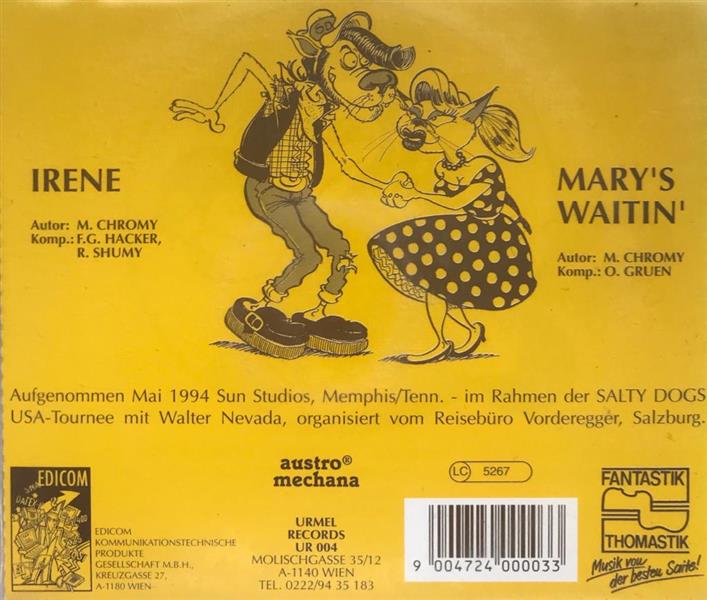 IRENE
Autor: M. CHROMY
Komp.: F.G. HACKER,
R. SHUMY
MARY'S
WAITIN'
Autor: M. CHROMY
Komp.: O. GRUEN
Aufgenommen Mai 1994 Sun Studios, Memphis/Tenn. - im Rahmen der SALTY DOGS
USA-Tournee mit Walter Nevada, organisiert vom Reisebüro Vorderegger, Salzburg.
EDICOM
EDICOM
KOMMUNIKATIONSTECHNISCHE
PRODUKTE
GESELLSCHAFT M.B.H.,
KREUZGASSE 27,
A-1180 WIEN
austro®
mechana
URMEL
RECORDS
UR 004
MOLISCHGASSE 35/12
A-1140 WIEN
TEL. 0222/94 35 183
LC 5267
9 004724 000033
FANTASTIK
THOMASTIK
Musik von
der besten Saite!